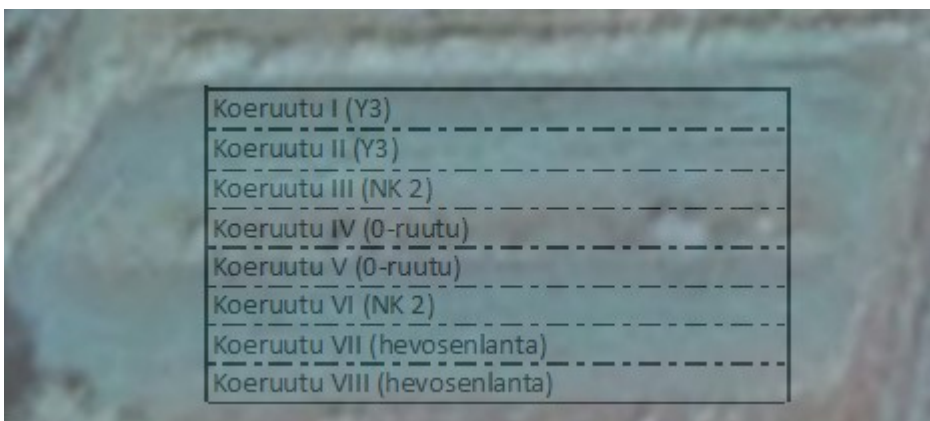 Koeruutu I (Y3)
Koeruutu II (Y3)
Koeruutu III (NK 2)
Koeruutu IV (0-ruutu)
Koeruutu V (0-ruutu)
Koeruutu VI (NK 2)
Koeruutu VII (hevosenlanta)
Koeruutu VIII (hevosenlanta)